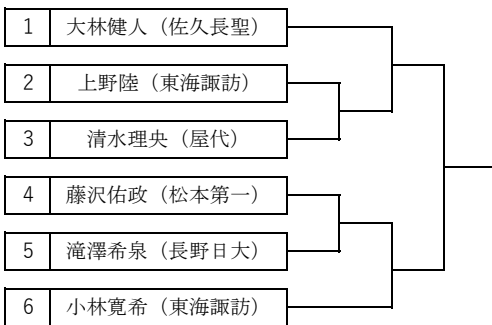 1 大林健人（佐久長聖）
2 上野陸（東海諏訪）
3 清水理央（屋代）
4 藤沢佑政（松本第一）
5 滝澤希泉（長野日大）
6 小林寛希（東海諏訪）